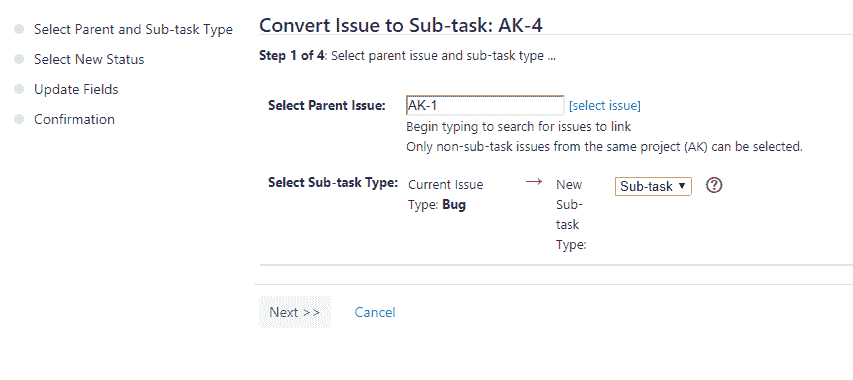 Select Parent and Sub-task Type
Select New Status
Update Fields
Confirmation
Convert Issue to Sub-task: AK-4
Step 1 of 4: Select parent issue and sub-task type ...
Select Parent Issue: AK-1 [select issue]
Begin typing to search for issues to link
Only non-sub-task issues from the same project (AK) can be selected.
Select Sub-task Type: Current Issue → New Sub-task ▼ ?
Type: Bug Sub-
task
Type:
Next >> Cancel